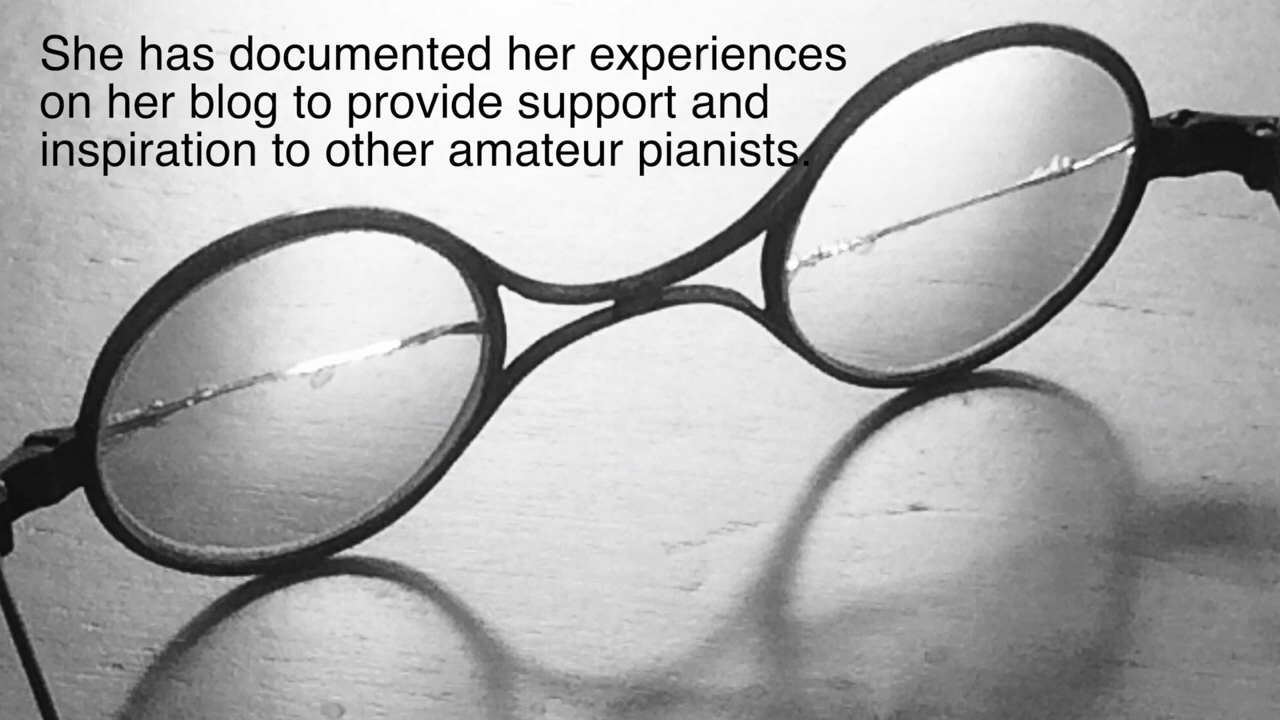 She has documented her experiences
on her blog to provide support and
inspiration to other amateur pianists.